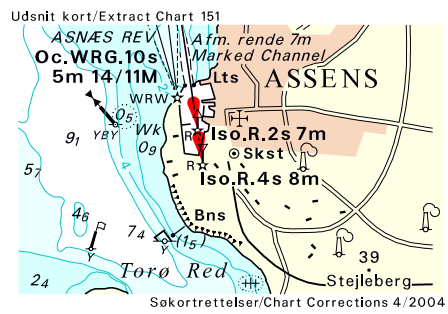 Udsnit kort/Extract Chart 151
ASNÆS REV
Afm. rende 7m
Oc.WRG.10s
Marked Channel
5m 14/11M
Lts
ASSENS
WRW
0₅
YBY
Wk
R
Iso.R.2s 7m
9₁
0₉
Skst
4
R
Iso.R.4s 8m
5₇
Bns
4₆
7₄
(1₅)
Y
Y
39
Torø Red
2₄
Stejleberg
Søkortrettelser/Chart Corrections 4/2004